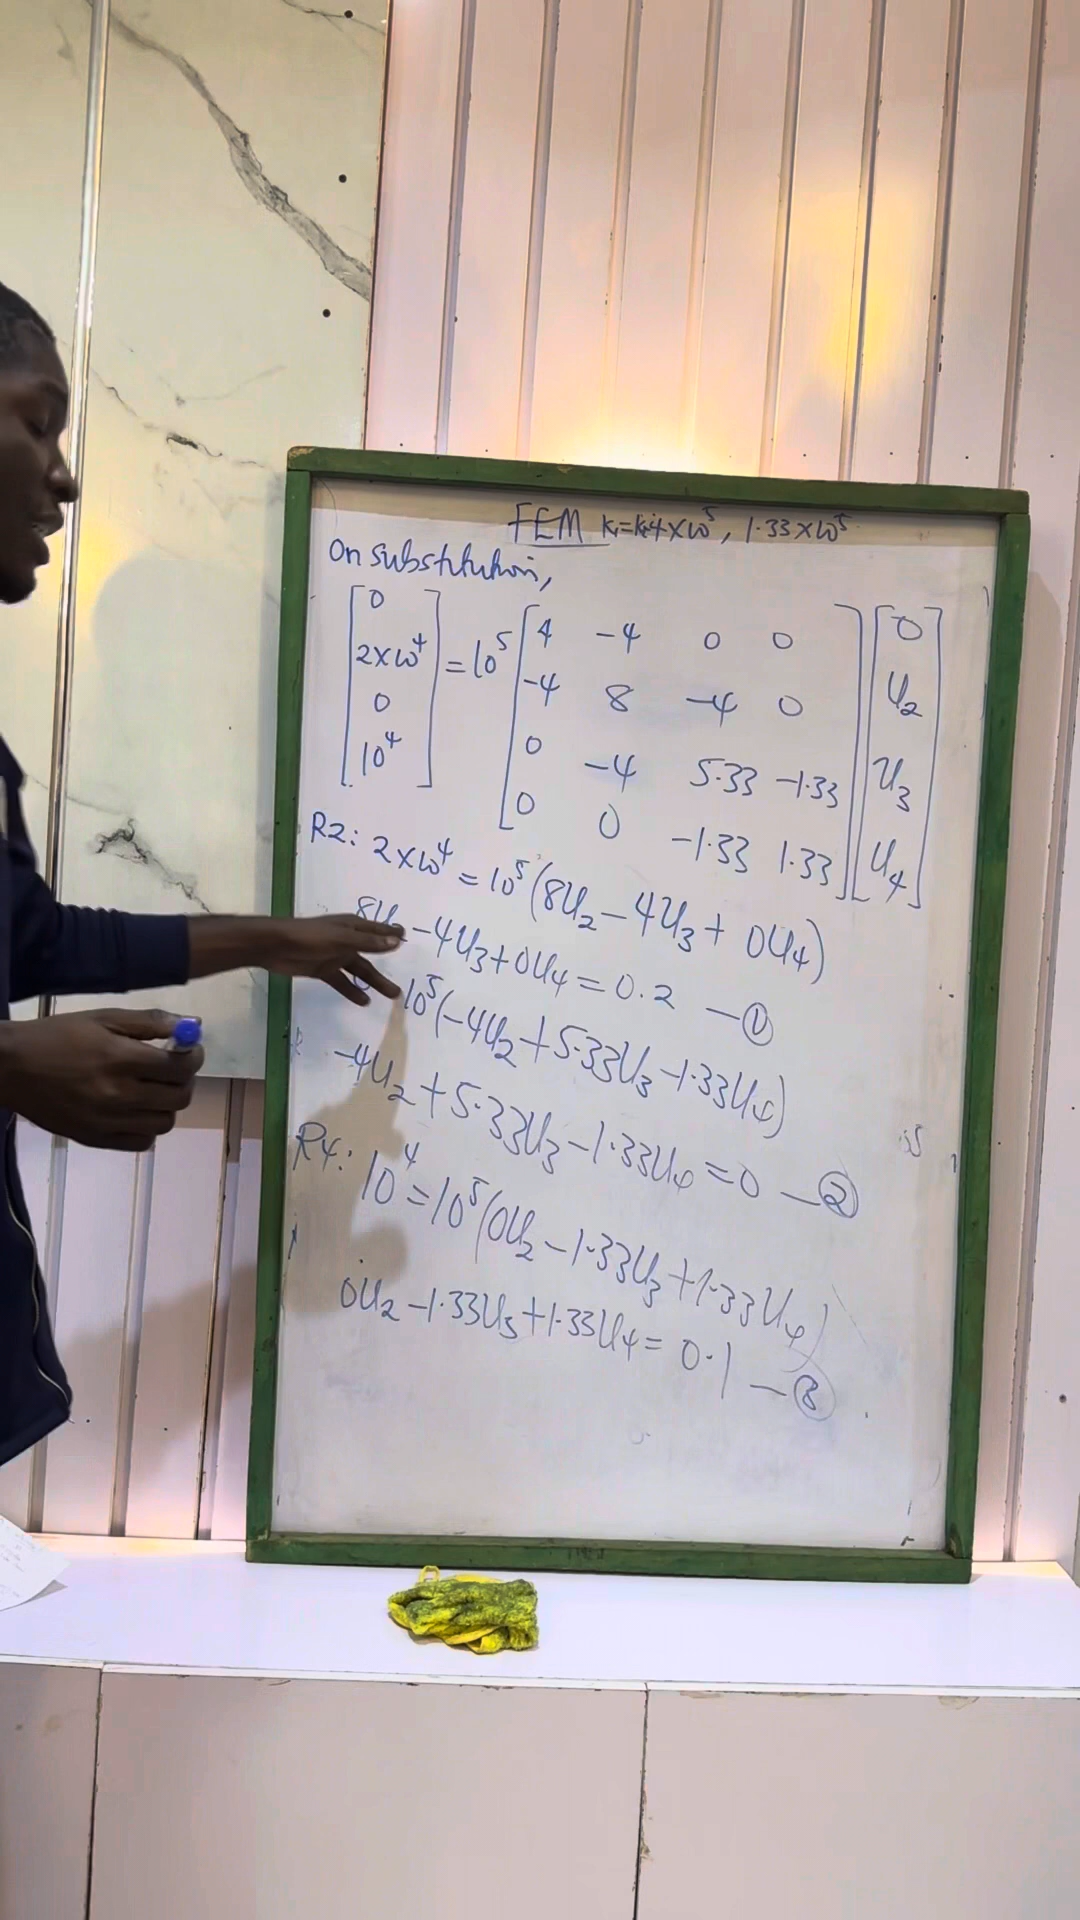 FEM K₁=K₂=4×10⁵, 1.33×10⁵
On substitution,
[0 2×10⁴ 0 10⁴] = 10⁵ [4 -4 0 0
-4 8 -4 0
0 -4 5.33 -1.33
0 0 -1.33 1.33] [0 U₂ U₃ U₄]
R2: 2×10⁴ = 10⁵(8U₂ - 4U₃ + 0U₄)
8U₂ - 4U₃ + 0U₄ = 0.2 — ①
10⁵(-4U₂ + 5.33U₃ - 1.33U₄)
-4U₂ + 5.33U₃ - 1.33U₄ = 0 — ②
R4: 10⁴ = 10⁵(0U₂ - 1.33U₃ + 1.33U₄)
0U₂ - 1.33U₃ + 1.33U₄ = 0.1 — ③